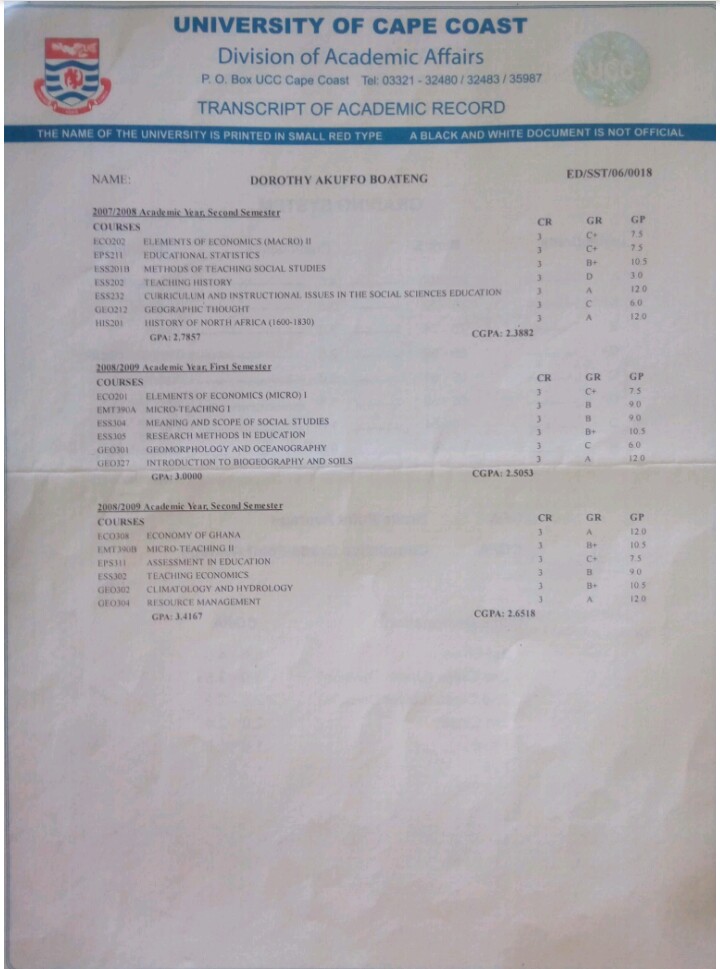 UNIVERSITY OF CAPE COAST
Division of Academic Affairs
P. O. Box UCC Cape Coast Tel: 03321 - 32480 / 32483 / 35987
UCC
TRANSCRIPT OF ACADEMIC RECORD
THE NAME OF THE UNIVERSITY IS PRINTED IN SMALL RED TYPE A BLACK AND WHITE DOCUMENT IS NOT OFFICIAL
NAME: DOROTHY AKUFFO BOATENG ED/SST/06/0018
2007/2008 Academic Year, Second Semester
COURSES CR GR GP
ECO202 ELEMENTS OF ECONOMICS (MACRO) II 3 C+ 7.5
EPS211 EDUCATIONAL STATISTICS 3 C+ 7.5
ESS201B METHODS OF TEACHING SOCIAL STUDIES 3 B+ 10.5
ESS202 TEACHING HISTORY 3 D 3.0
ESS232 CURRICULUM AND INSTRUCTIONAL ISSUES IN THE SOCIAL SCIENCES EDUCATION 3 A 12.0
GEO212 GEOGRAPHIC THOUGHT 3 C 6.0
HIS201 HISTORY OF NORTH AFRICA (1600-1830) 3 A 12.0
GPA: 2.7857 CGPA: 2.3882
2008/2009 Academic Year, First Semester
COURSES CR GR GP
ECO201 ELEMENTS OF ECONOMICS (MICRO) I 3 C+ 7.5
EMT390A MICRO-TEACHING I 3 B 9.0
ESS304 MEANING AND SCOPE OF SOCIAL STUDIES 3 B 9.0
ESS305 RESEARCH METHODS IN EDUCATION 3 B+ 10.5
GEO301 GEOMORPHOLOGY AND OCEANOGRAPHY 3 C 6.0
GEO327 INTRODUCTION TO BIOGEOGRAPHY AND SOILS 3 A 12.0
GPA: 3.0000 CGPA: 2.5053
2008/2009 Academic Year, Second Semester
COURSES CR GR GP
ECO308 ECONOMY OF GHANA 3 A 12.0
EMT390B MICRO-TEACHING II 3 B+ 10.5
EPS311 ASSESSMENT IN EDUCATION 3 C+ 7.5
ESS302 TEACHING ECONOMICS 3 B 9.0
GEO302 CLIMATOLOGY AND HYDROLOGY 3 B+ 10.5
GEO304 RESOURCE MANAGEMENT 3 A 12.0
GPA: 3.4167 CGPA: 2.6518